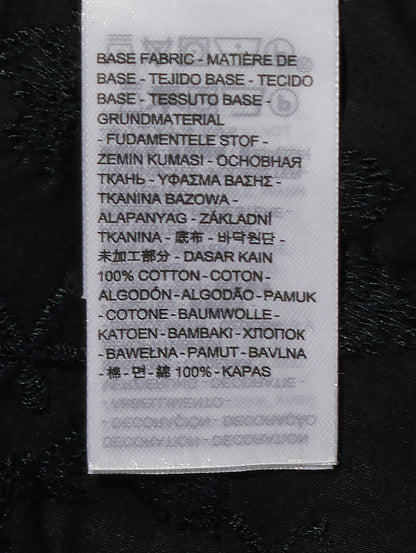 BASE FABRIC - MATIÈRE DE
BASE - TEJIDO BASE - TECIDO
BASE - TESSUTO BASE -
GRUNDMATERIAL
- FUDAMENTELE STOF -
ZEMIN KUMASI - ОСНОВНАЯ
ТКАНЬ - ΥΦΑΣΜΑ ΒΑΣΗΣ -
TKANINA BAZOWA -
ALAPANYAG - ZÁKLADNÍ
TKANINA - 底布 - 바닥원단 -
未加工部分 - DASAR KAIN
100% COTTON - COTON -
ALGODÓN - ALGODÃO - PAMUK
- COTONE - BAUMWOLLE -
KATOEN - BAMBAKI - ХЛОПОК
- BAWEŁNA - PAMUT - BAVLNA
- 棉 - 면 - 綿 100% - KAPAS